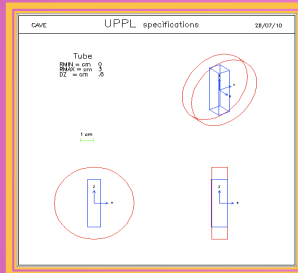 CAVE
UPPL specifications
28/07/10
Tube
RMIN = cm 0
RMAX = cm 3
DZ = cm .6
1 cm
z
z